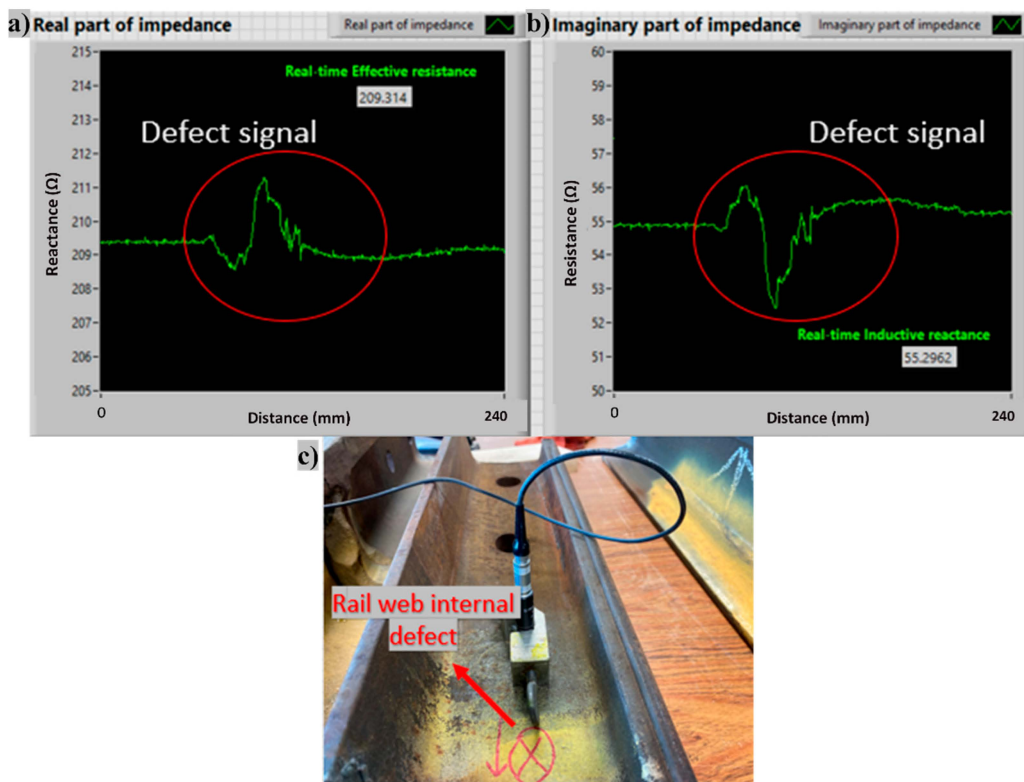 a) Real part of impedance
Real part of impedance
Real-time Effective resistance
209.314
Defect signal
Reactance (Ω)
215
214
213
212
211
210
209
208
207
206
205
0
Distance (mm)
240
b) Imaginary part of impedance
Imaginary part of impedance
Defect signal
Resistance (Ω)
60
59
58
57
56
55
54
53
52
51
50
Real-time Inductive reactance
55.2962
0
Distance (mm)
240
c)
Rail web internal
defect